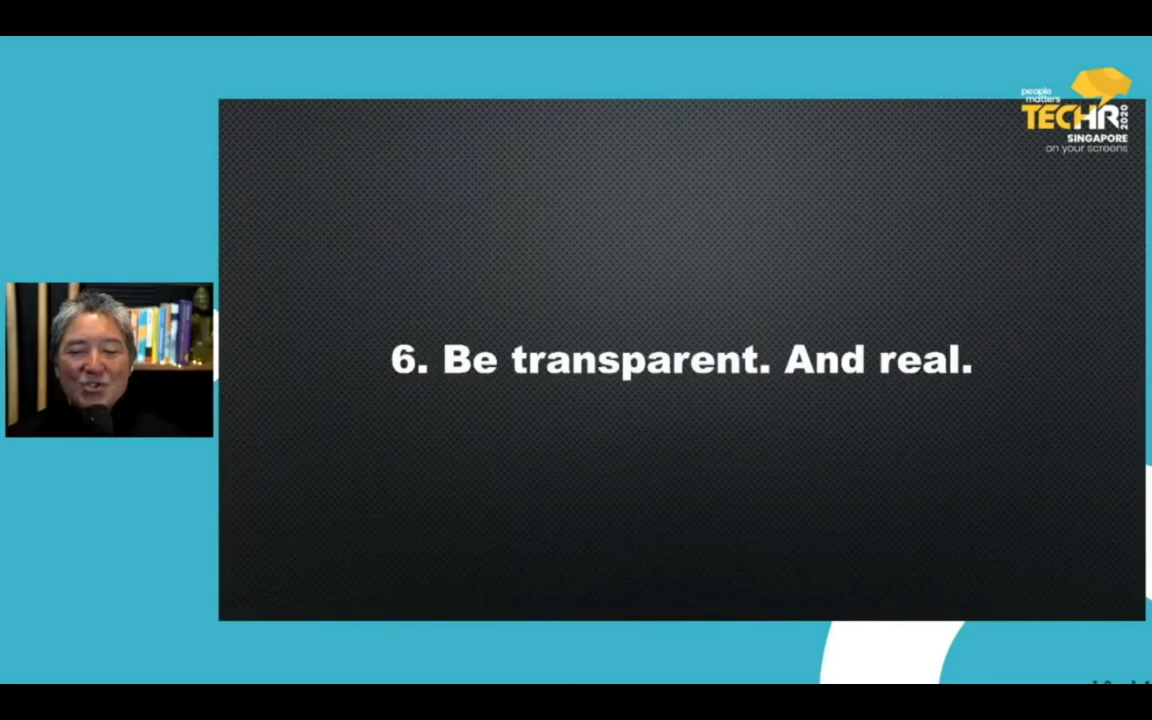 people
matters
TECHR
2020
SINGAPORE
on your screens
6. Be transparent. And real.